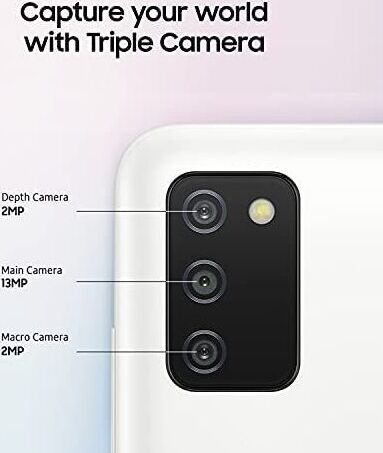 Capture your world
with Triple Camera
Depth Camera
2MP
Main Camera
13MP
Macro Camera
2MP